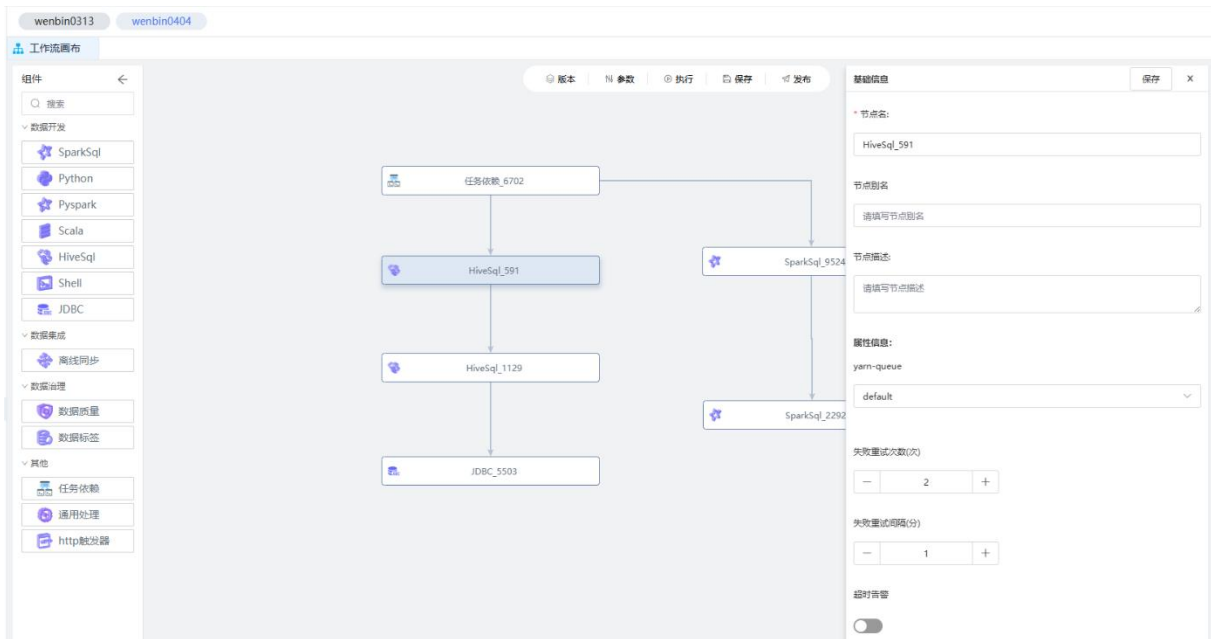 wenbin0313
wenbin0404
工作流画布
组件
搜索
数据开发
SparkSql
Python
Pyspark
Scala
HiveSql
Shell
JDBC
数据集成
离线同步
数据治理
数据质量
数据标签
其他
任务依赖
通用处理
http触发器
版本
参数
执行
保存
发布
任务依赖_6702
HiveSql_591
SparkSql_9524
HiveSql_1129
SparkSql_2292
JDBC_5503
基础信息
保存
x
* 节点名:
HiveSql_591
节点别名
请填写节点别名
节点描述:
请填写节点描述
属性信息:
yarn-queue
default
失败重试次数(次)
2
失败重试间隔(分)
1
超时告警